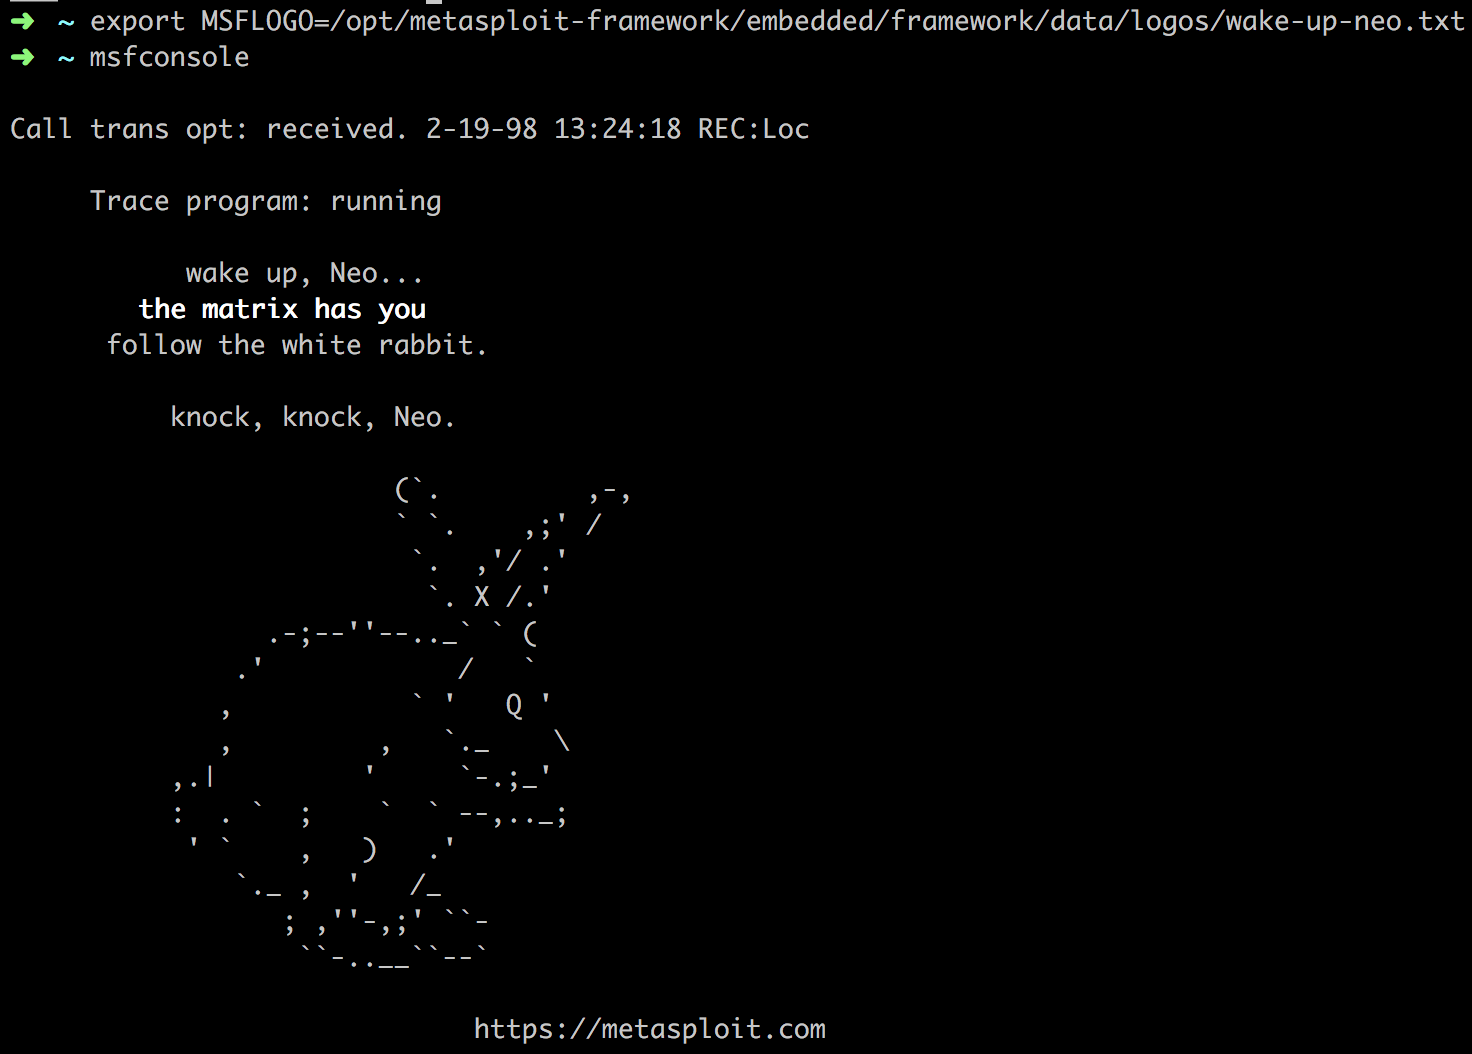 ➜  ~ export MSFLOGO=/opt/metasploit-framework/embedded/framework/data/logos/wake-up-neo.txt
➜  ~ msfconsole

Call trans opt: received. 2-19-98 13:24:18 REC:Loc

     Trace program: running

           wake up, Neo...
        the matrix has you
      follow the white rabbit.

          knock, knock, Neo.

                        (`.         ,-,
                        ` `.    ,;' /
                         `.  ,'/ .'
                          `. X /.'
                .-;--''--.._` ` (
              .'            /   `
             ,           ` '   Q '
             ,         ,   `._    \
          ,.|         '     `-.;_'
          :  . `  ;    `  ` --,.._;
           ' `    ,   )   .'
              `._ ,  '   /_
                 ; ,''-,;' ``-
                  ``-..__``--`

                             https://metasploit.com